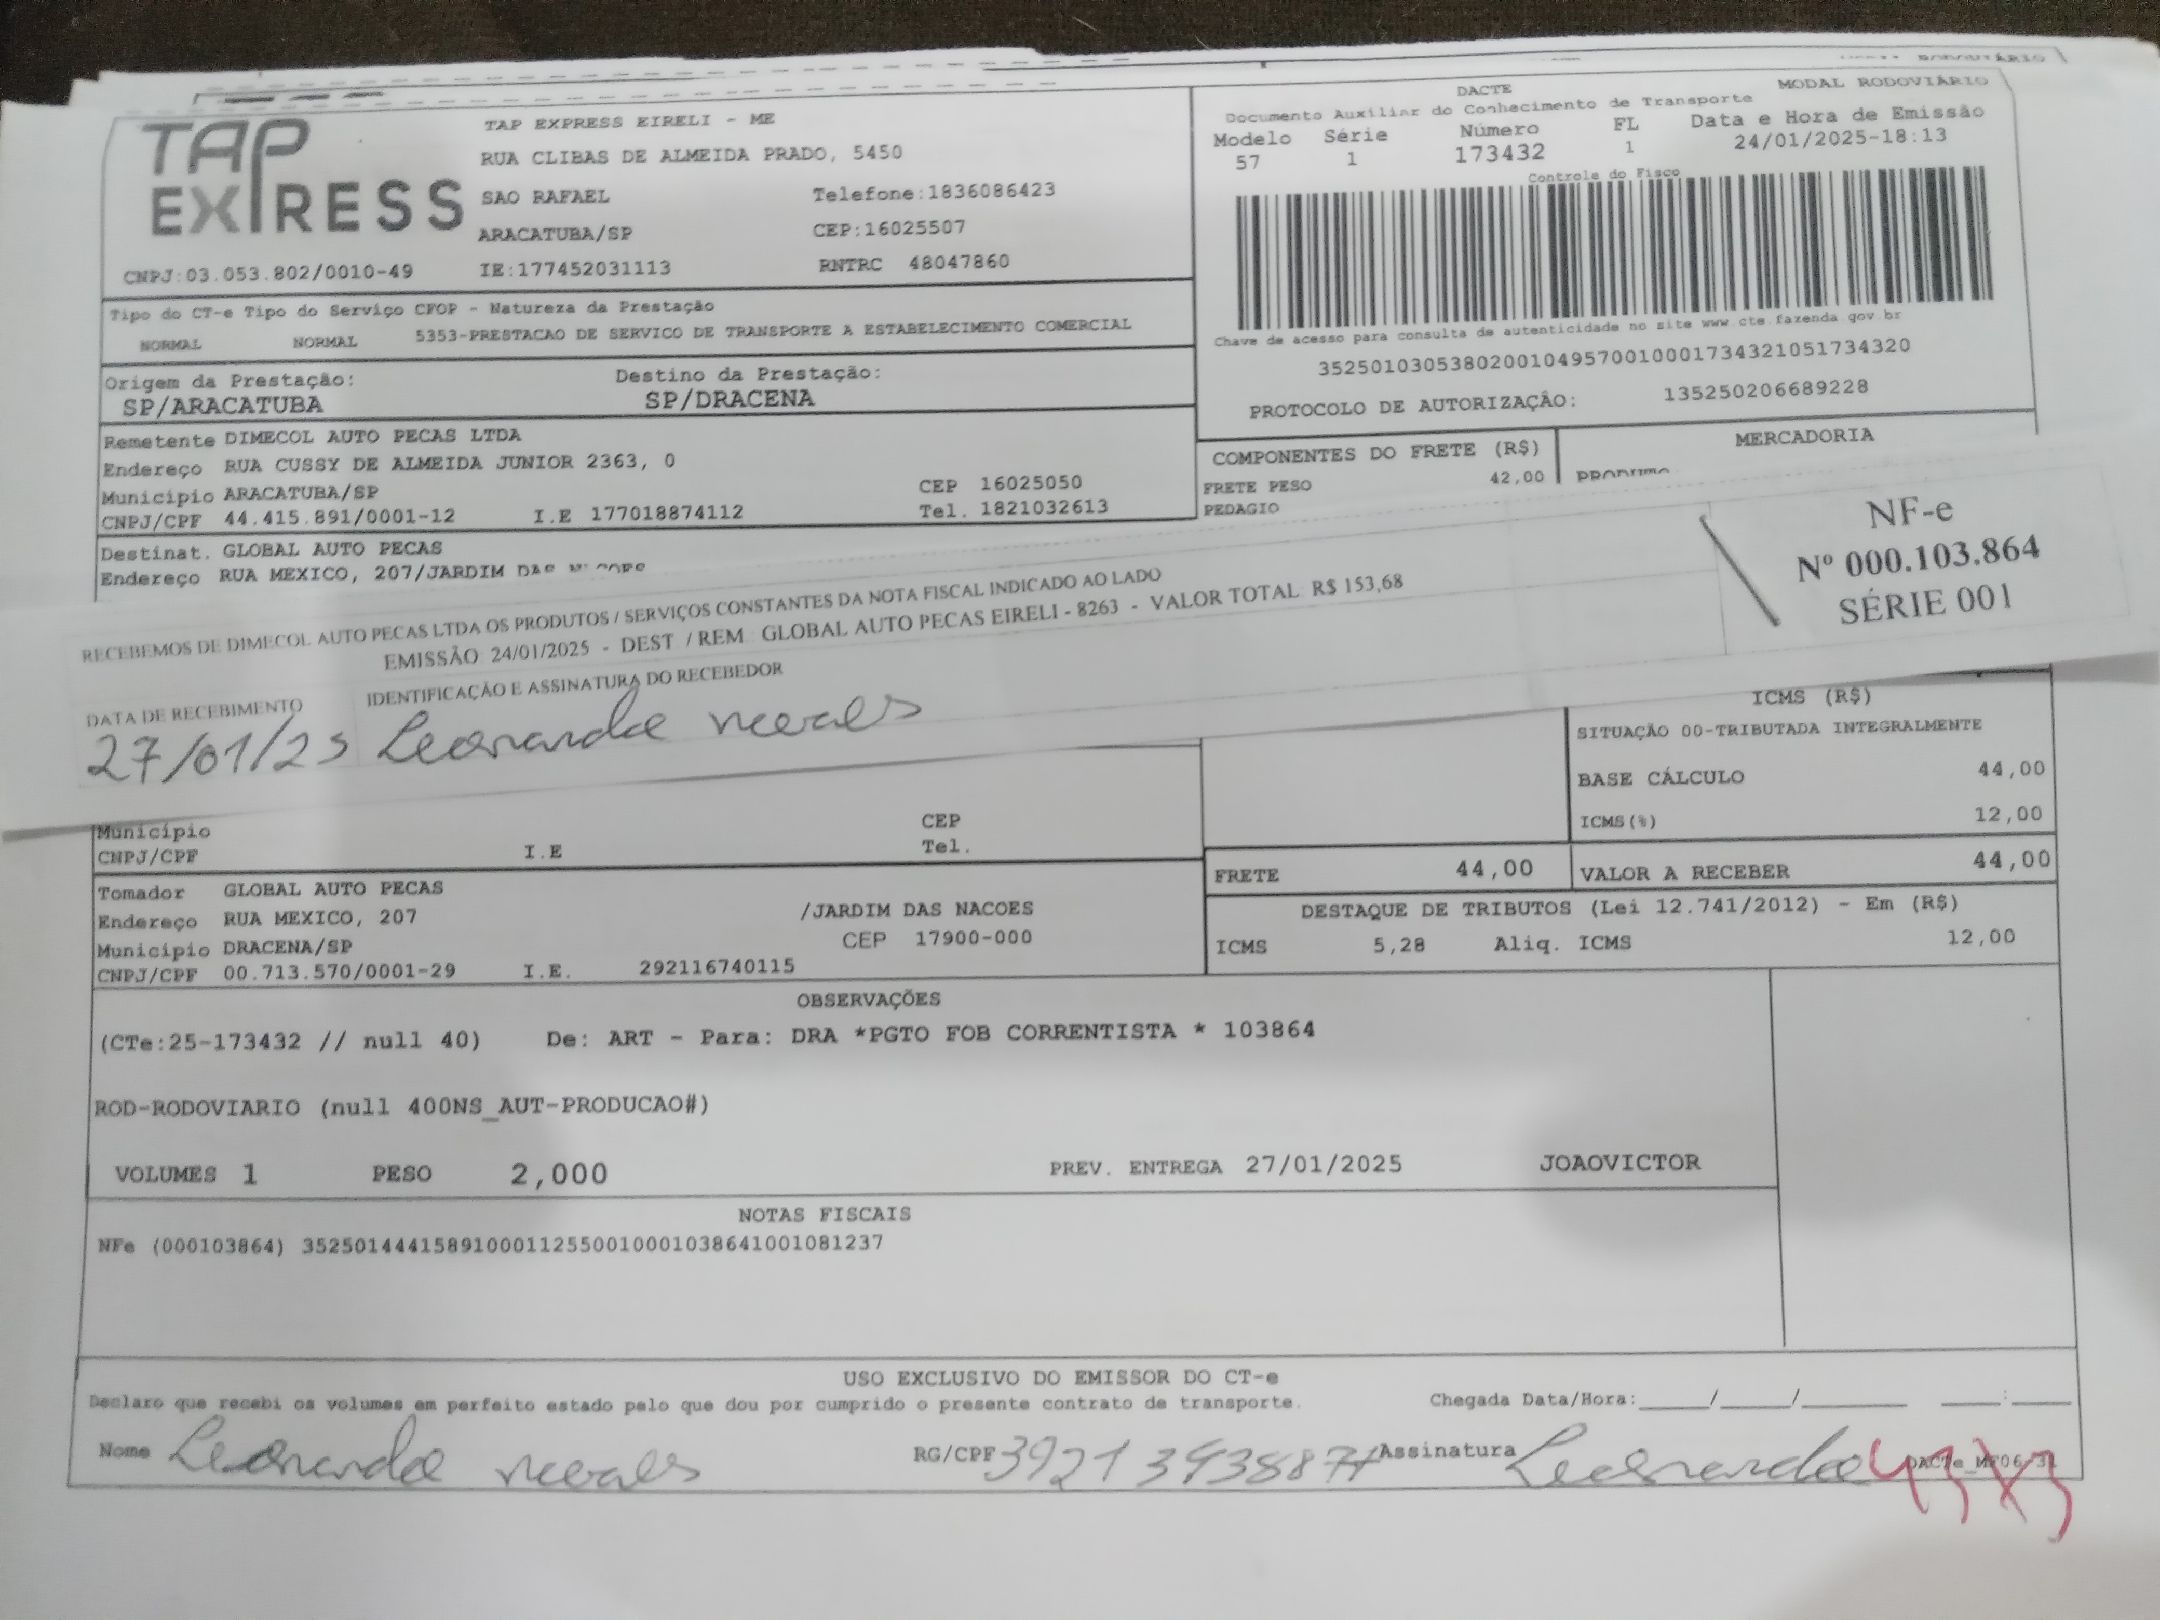 TAP EXPRESS
TAP EXPRESS EIRELI - ME
RUA CLIBAS DE ALMEIDA PRADO, 5450
SAO RAFAEL Telefone:1836086423
ARACATUBA/SP CEP:16025507
CNPJ:03.053.802/0010-49 IE:177452031113 RNTRC 48047860
DACTE MODAL RODOVIÁRIO
Documento Auxiliar do Conhecimento de Transporte
Modelo Série Número FL Data e Hora de Emissão
57 1 173432 1 24/01/2025-18:13
Controle do Fisco
Chave de acesso para consulta de autenticidade no site www.cte.fazenda.gov.br
35250103053802001049570010001734321051734320
PROTOCOLO DE AUTORIZAÇÃO: 135250206689228
Tipo do CT-e Tipo do Serviço CFOP - Natureza da Prestação
NORMAL NORMAL 5353-PRESTACAO DE SERVICO DE TRANSPORTE A ESTABELECIMENTO COMERCIAL
Origem da Prestação: Destino da Prestação:
SP/ARACATUBA SP/DRACENA
Remetente DIMECOL AUTO PECAS LTDA
Endereço RUA CUSSY DE ALMEIDA JUNIOR 2363, 0
Município ARACATUBA/SP CEP 16025050
CNPJ/CPF 44.415.891/0001-12 I.E 177018874112 Tel. 1821032613
COMPONENTES DO FRETE (R$) MERCADORIA
FRETE PESO 42,00
PEDAGIO
Destinat. GLOBAL AUTO PECAS
Endereço RUA MEXICO, 207/JARDIM DAS
RECEBEMOS DE DIMECOL AUTO PECAS LTDA OS PRODUTOS / SERVIÇOS CONSTANTES DA NOTA FISCAL INDICADO AO LADO
EMISSÃO: 24/01/2025 - DEST. / REM.: GLOBAL AUTO PECAS EIRELI - 8263 - VALOR TOTAL: R$ 153,68
NF-e
Nº 000.103.864
SÉRIE 001
DATA DE RECEBIMENTO IDENTIFICAÇÃO E ASSINATURA DO RECEBEDOR
27/01/25 Leonardo
ICMS (R$)
SITUAÇÃO 00-TRIBUTADA INTEGRALMENTE
BASE CÁLCULO 44,00
ICMS(%) 12,00
Município CEP
CNPJ/CPF I.E Tel.
FRETE 44,00 VALOR A RECEBER 44,00
Tomador GLOBAL AUTO PECAS
Endereço RUA MEXICO, 207 /JARDIM DAS NACOES
Município DRACENA/SP CEP 17900-000
CNPJ/CPF 00.713.570/0001-29 I.E. 292116740115
DESTAQUE DE TRIBUTOS (Lei 12.741/2012) - Em (R$)
ICMS 5,28 Aliq. ICMS 12,00
OBSERVAÇÕES
(CTe:25-173432 // null 40) De: ART - Para: DRA *PGTO FOB CORRENTISTA * 103864
ROD-RODOVIARIO (null 400NS_AUT-PRODUCAO#)
VOLUMES 1 PESO 2,000 PREV. ENTREGA 27/01/2025 JOAOVICTOR
NOTAS FISCAIS
NFe (000103864) 35250144415891000112550010001038641001081237
USO EXCLUSIVO DO EMISSOR DO CT-e
Declaro que recebi os volumes em perfeito estado pelo que dou por cumprido o presente contrato de transporte. Chegada Data/Hora:____/____/______ ____:____
Nome Leonardo RG/CPF Assinatura Leonardo